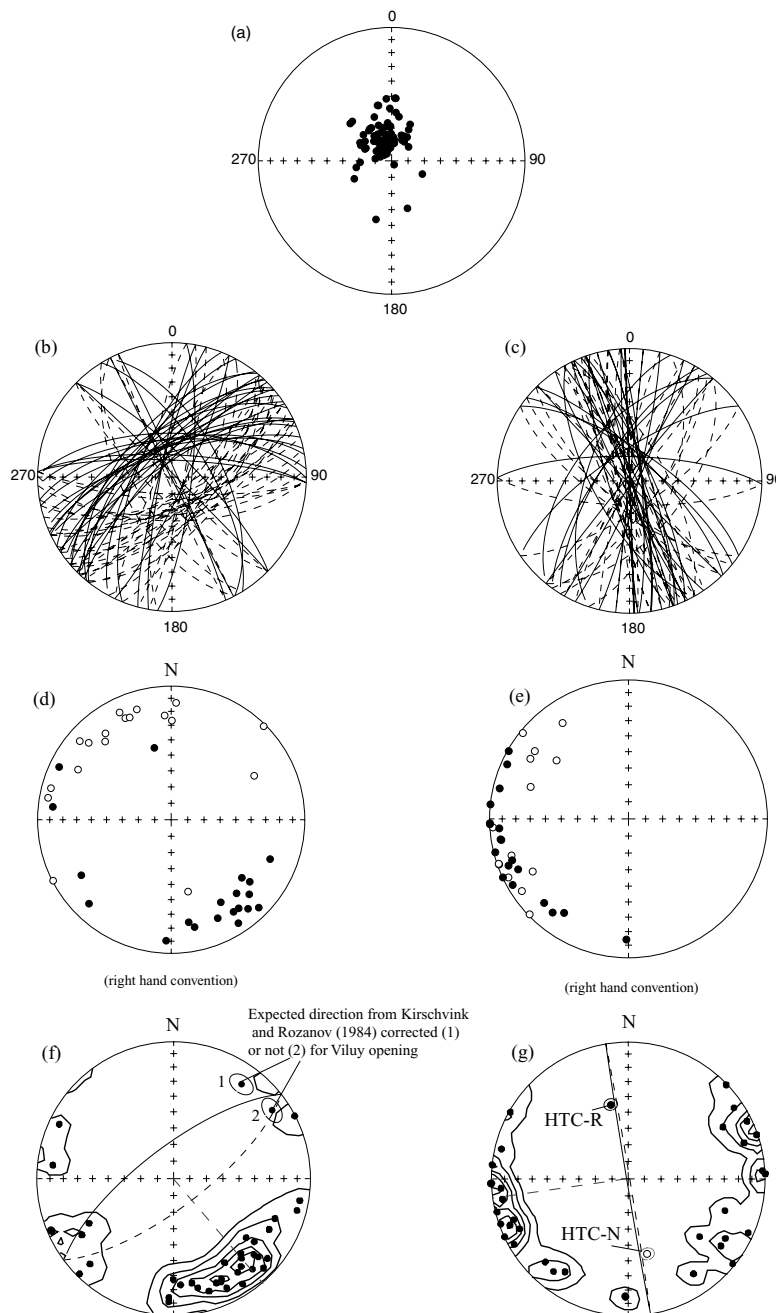 (a)
0
270
90
180
(b)
0
270
90
180
(c)
0
270
90
180
(d)
N
(right hand convention)
(e)
N
(right hand convention)
Expected direction from Kirschvink
and Rozanov (1984) corrected (1)
or not (2) for Viluy opening
(f)
N
1
2
(g)
N
HTC-R
HTC-N